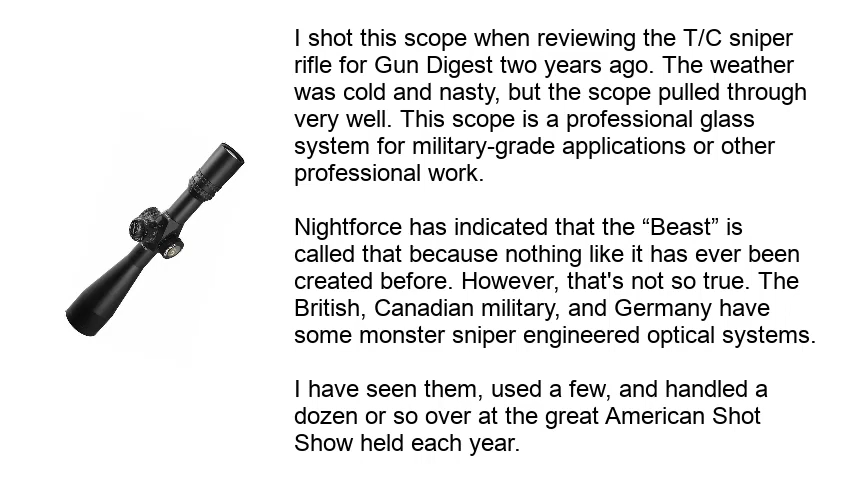 I shot this scope when reviewing the T/C sniper
rifle for Gun Digest two years ago. The weather
was cold and nasty, but the scope pulled through
very well. This scope is a professional glass
system for military-grade applications or other
professional work.
Nightforce has indicated that the “Beast” is
called that because nothing like it has ever been
created before. However, that's not so true. The
British, Canadian military, and Germany have
some monster sniper engineered optical systems.
I have seen them, used a few, and handled a
dozen or so over at the great American Shot
Show held each year.